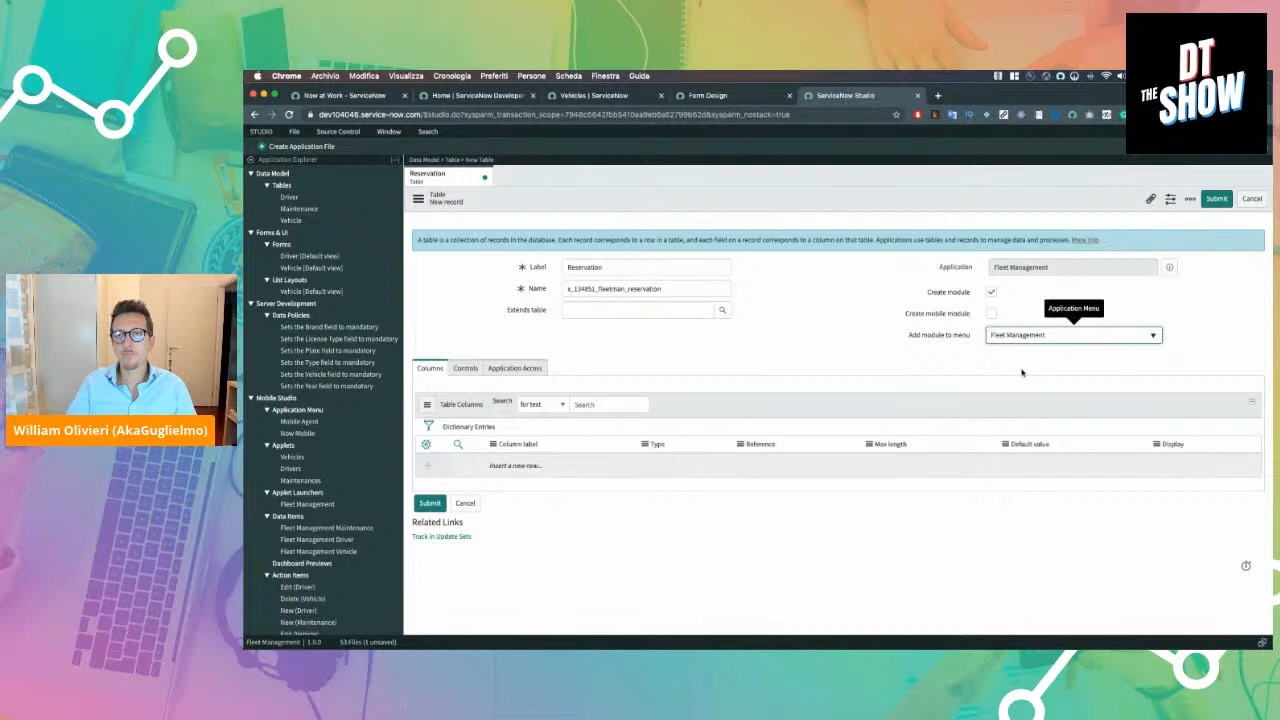 DT
THE
SHOW
Chrome Archivio Modifica Visualizza Cronologia Preferiti Persone Scheda Finestra Guida
Now at Work - ServiceNow
Home | ServiceNow Developer
Vehicles | ServiceNow
Form Design
ServiceNow Studio
dev104046.service-now.com/$studio.do?sysparm_transaction_scope=
STUDIO File Source Control Window Search
Create Application File
Application Explorer
Data Model
Tables
Driver
Maintenance
Vehicle
Forms & UI
Forms
Driver [Default view]
Vehicle [Default view]
List Layouts
Vehicle [Default view]
Server Development
Data Policies
Sets the Brand field to mandatory
Sets the License Type field to mandatory
Sets the Plate field to mandatory
Sets the Type field to mandatory
Sets the Vehicle field to mandatory
Sets the Year field to mandatory
Mobile Studio
Application Menu
Mobile Agent
Now Mobile
Applets
Vehicles
Drivers
Maintenances
Applet Launchers
Fleet Management
Data Items
Fleet Management Maintenance
Fleet Management Driver
Fleet Management Vehicle
Dashboard Previews
Action Items
Edit (Driver)
Delete (Vehicle)
New (Driver)
New (Maintenance)
Edit (Vehicle)
Fleet Management | 1.0.0 53 Files (1 unsaved)
Data Model > Table > New Table
Reservation
Table
Table
New record
Submit Cancel
A table is a collection of records in the database. Each record corresponds to a row in a table, and each field on a record corresponds to a column on that table. Applications use tables and records to manage data and processes. More Info
Label Reservation
Name x_134851_fleetman_reservation
Extends table
Application Fleet Management
Create module
Create mobile module
Application Menu
Add module to menu Fleet Management
Columns Controls Application Access
Table Columns Search for text Search
Dictionary Entries
Column label Type Reference Max length Default value Display
Insert a new row...
Submit Cancel
Related Links
Track in Update Sets
William Olivieri (AkaGuglielmo)